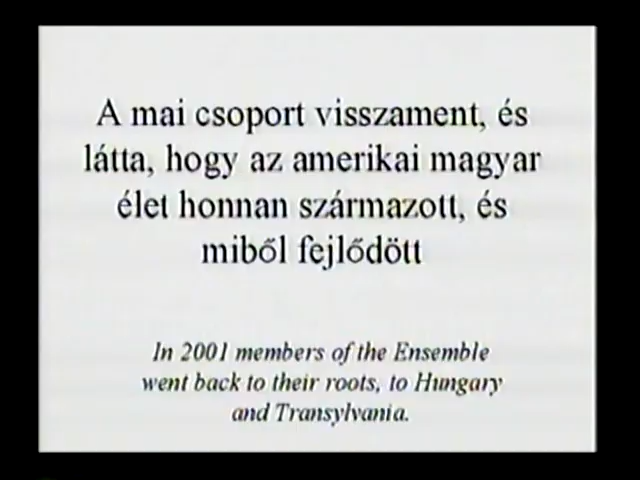 A mai csoport visszament, és
látta, hogy az amerikai magyar
élet honnan származott, és
miből fejlődött
In 2001 members of the Ensemble
went back to their roots, to Hungary
and Transylvania.